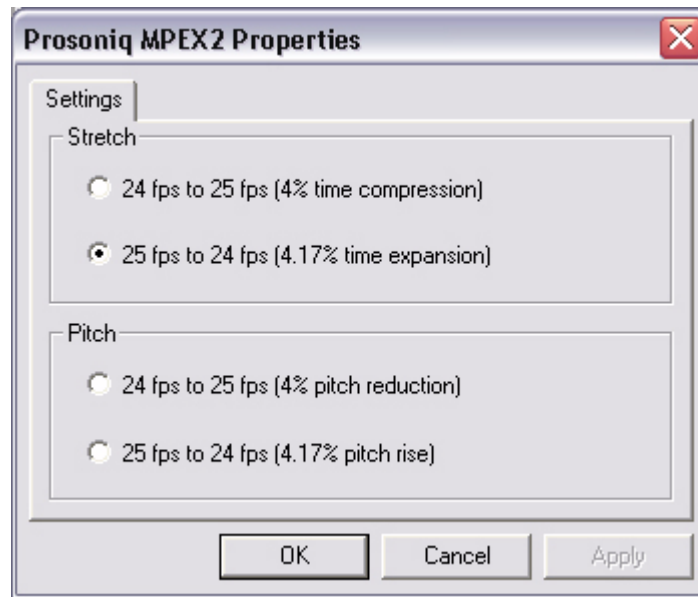 Prosoniq MPEX2 Properties
Settings
Stretch
24 fps to 25 fps (4% time compression)
25 fps to 24 fps (4.17% time expansion)
Pitch
24 fps to 25 fps (4% pitch reduction)
25 fps to 24 fps (4.17% pitch rise)
OK Cancel Apply